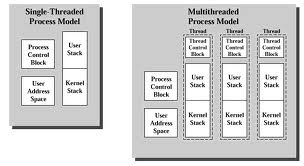 Single-Threaded
Process Model
Process
Control
Block
User
Stack
User
Address
Space
Kernel
Stack
Multithreaded
Process Model
Thread
Thread
Thread
Thread
Control
Block
Thread
Control
Block
Thread
Control
Block
Process
Control
Block
User
Stack
User
Stack
User
Stack
User
Address
Space
Kernel
Stack
Kernel
Stack
Kernel
Stack